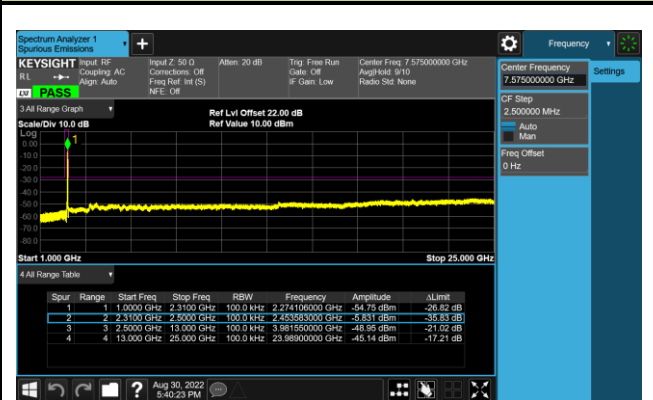 Spectrum Analyzer 1
Spurious Emissions
+
Frequency
KEYSIGHT Input: RF Input Z: 50 Ω Atten: 20 dB Trig: Free Run Center Freq: 7.575000000 GHz
RL Coupling: AC Corrections: Off Gate: Off Avg|Hold: 9/10
Align: Auto Freq Ref: Int (S) IF Gain: Low Radio Std: None
NFE: Off
LXI PASS
Center Frequency
7.575000000 GHz
Settings
CF Step
2.500000 MHz
Auto
Man
Freq Offset
0 Hz
3 All Range Graph
Ref Lvl Offset 22.00 dB
Scale/Div 10.0 dB Ref Value 10.00 dBm
Log
1
0.00
-10.0
-20.0
-30.0
-40.0
-50.0
-60.0
-70.0
-80.0
Start 1.000 GHz Stop 25.000 GHz
4 All Range Table
Spur Range Start Freq Stop Freq RBW Frequency Amplitude ΔLimit
1 1 1.0000 GHz 2.3100 GHz 100.0 kHz 2.274106000 GHz -54.75 dBm -26.82 dB
2 2 2.3100 GHz 2.5000 GHz 100.0 kHz 2.453583000 GHz -5.831 dBm -35.83 dB
3 3 2.5000 GHz 13.000 GHz 100.0 kHz 3.981550000 GHz -48.95 dBm -21.02 dB
4 4 13.000 GHz 25.000 GHz 100.0 kHz 23.98900000 GHz -45.14 dBm -17.21 dB
? Aug 30, 2022
5:40:23 PM